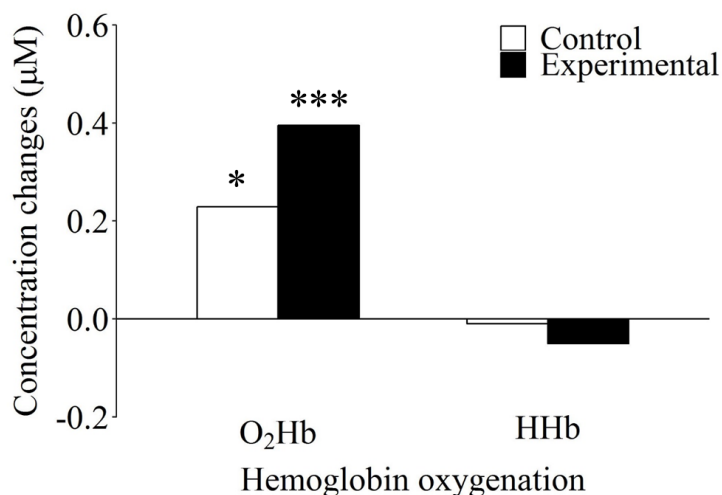 Concentration changes (μM)
0.6
0.4
0.2
0.0
-0.2
Control
Experimental
*
***
O₂Hb
HHb
Hemoglobin oxygenation